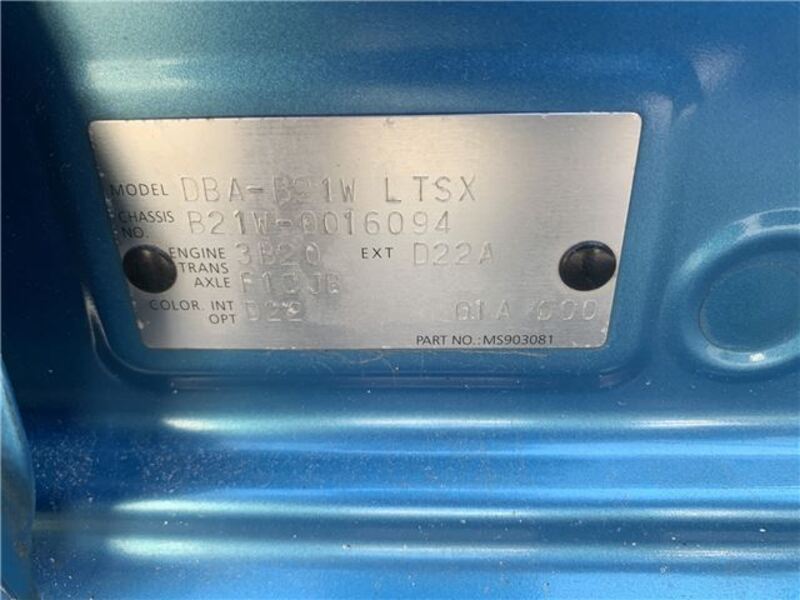 MODEL DBA-B21W LTSX
CHASSIS NO. B21W-0016094
ENGINE 3B20 EXT D22A
TRANS AXLE F1CJB
COLOR. INT OPT D22 01A 600
PART NO.: MS903081